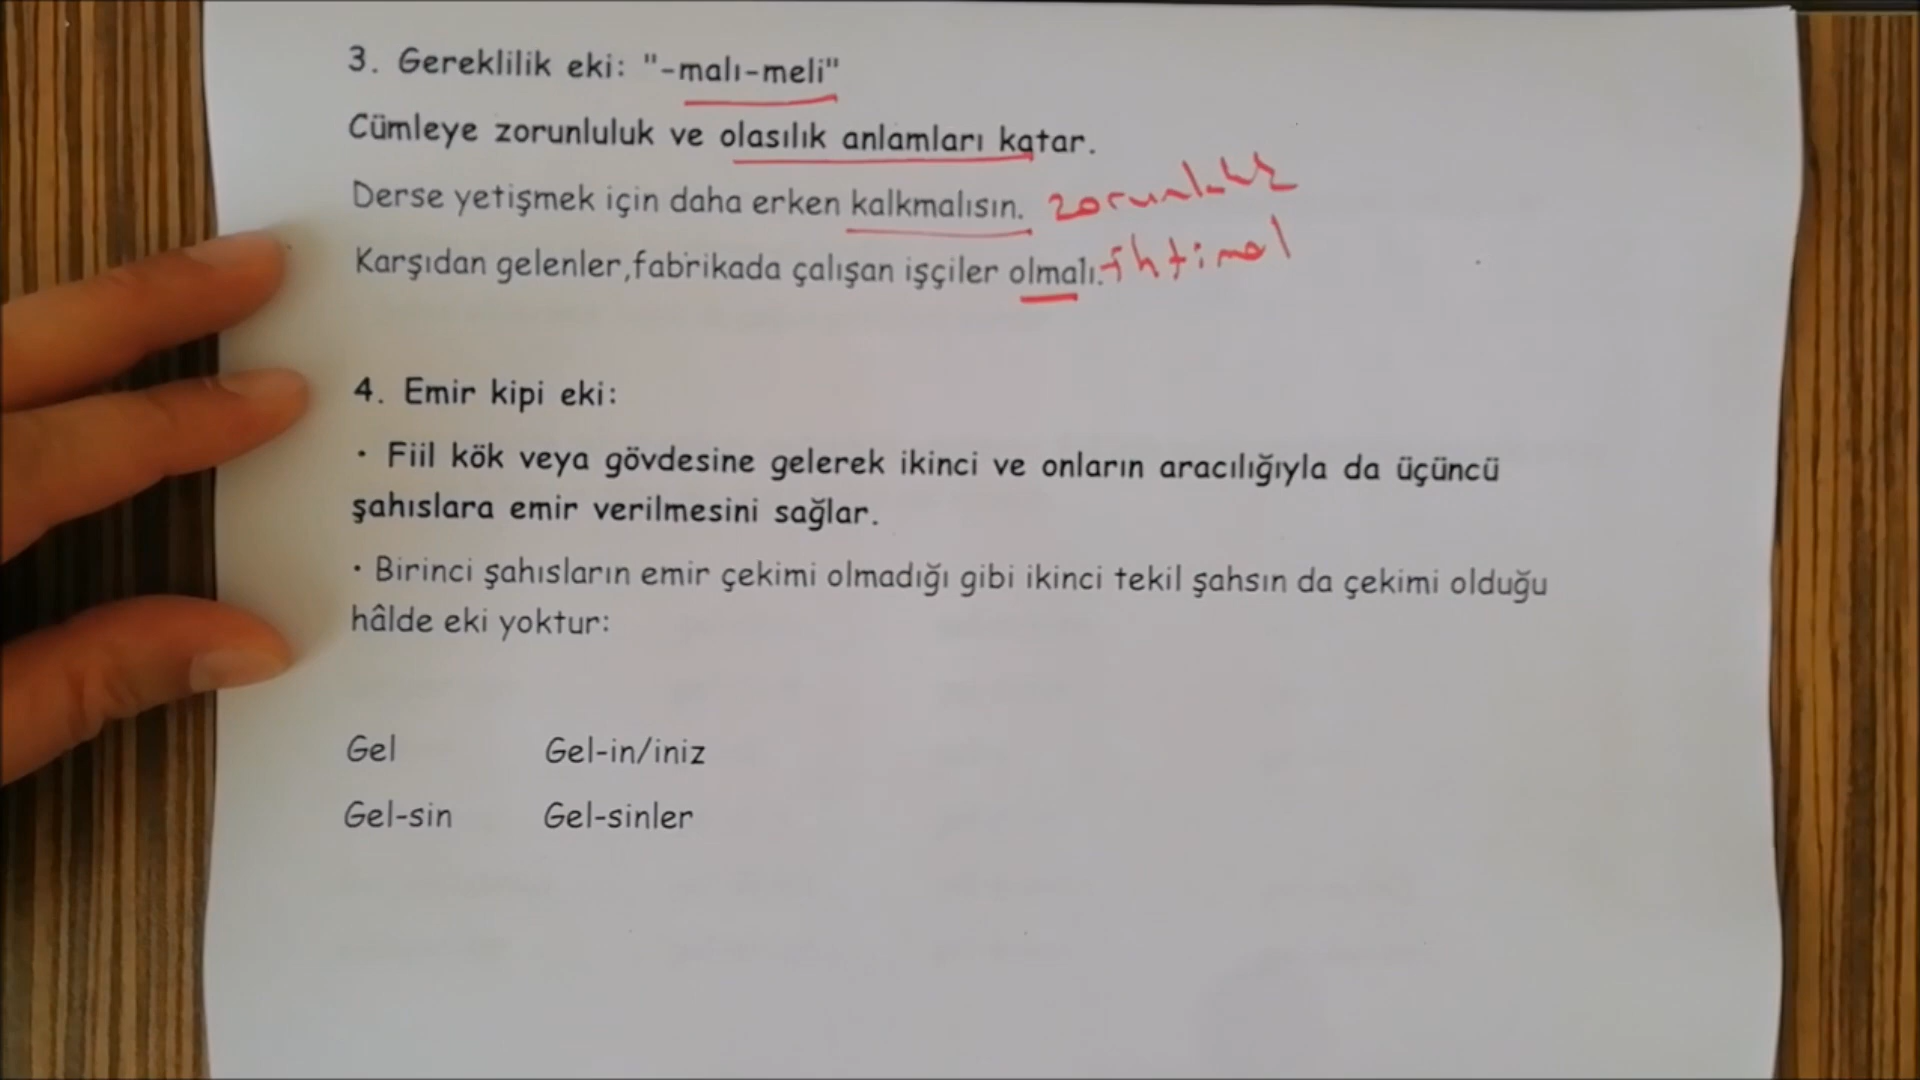 3. Gereklilik eki: "-malı-meli"
Cümleye zorunluluk ve olasılık anlamları katar.
Derse yetişmek için daha erken kalkmalısın. zorunluluk
Karşıdan gelenler,fabrikada çalışan işçiler olmalı.-ihtimal
4. Emir kipi eki:
• Fiil kök veya gövdesine gelerek ikinci ve onların aracılığıyla da üçüncü
şahıslara emir verilmesini sağlar.
• Birinci şahısların emir çekimi olmadığı gibi ikinci tekil şahsın da çekimi olduğu
hâlde eki yoktur:
Gel Gel-in/iniz
Gel-sin Gel-sinler